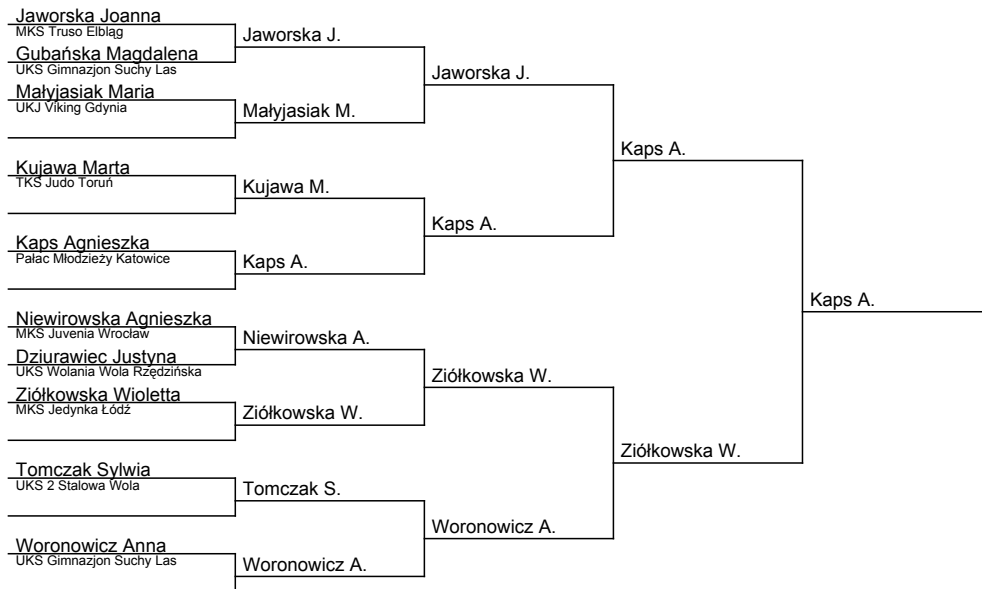 Jaworska Joanna
MKS Truso Elbląg
Jaworska J.
Gubańska Magdalena
UKS Gimnazjon Suchy Las
Jaworska J.
Małyjasiak Maria
UKJ Viking Gdynia
Małyjasiak M.
Kaps A.
Kujawa Marta
TKS Judo Toruń
Kujawa M.
Kaps A.
Kaps Agnieszka
Pałac Młodzieży Katowice
Kaps A.
Kaps A.
Niewirowska Agnieszka
MKS Juvenia Wrocław
Niewirowska A.
Dziurawiec Justyna
UKS Wolania Wola Rzędzińska
Ziółkowska W.
Ziółkowska Wioletta
MKS Jedynka Łódź
Ziółkowska W.
Ziółkowska W.
Tomczak Sylwia
UKS 2 Stalowa Wola
Tomczak S.
Woronowicz A.
Woronowicz Anna
UKS Gimnazjon Suchy Las
Woronowicz A.